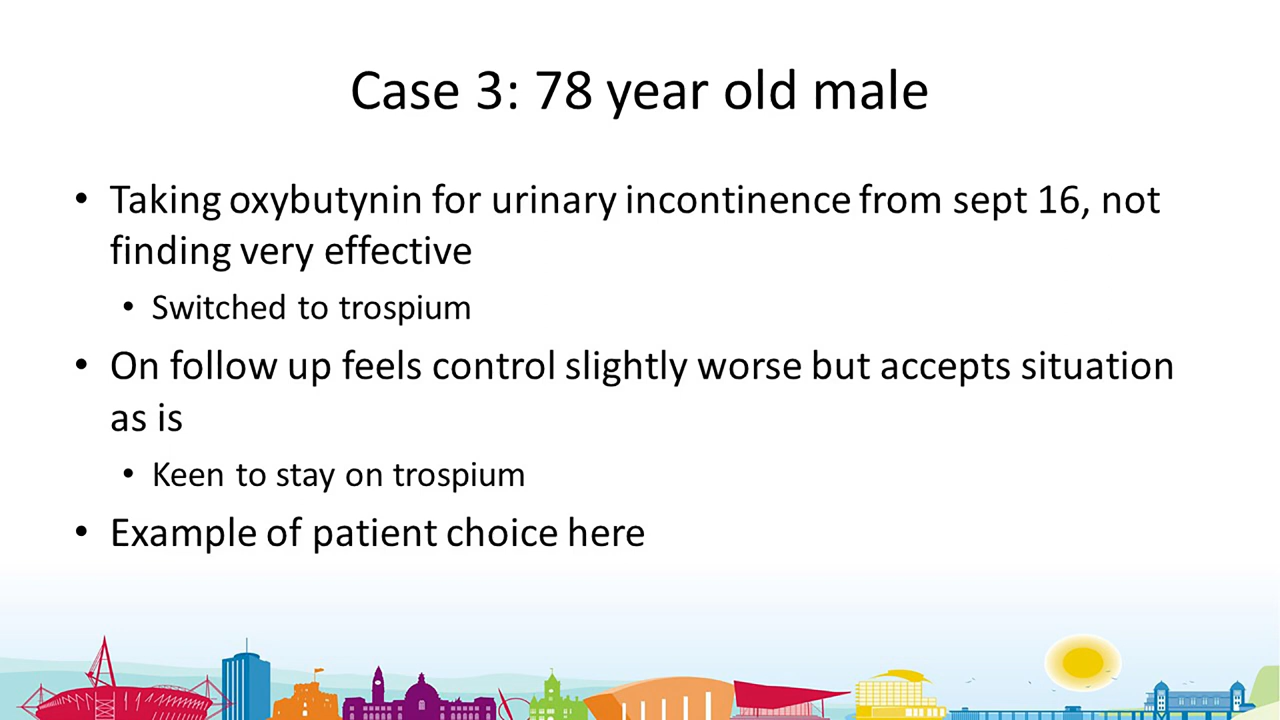 Case 3: 78 year old male
• Taking oxybutynin for urinary incontinence from sept 16, not
finding very effective
• Switched to trospium
• On follow up feels control slightly worse but accepts situation
as is
• Keen to stay on trospium
• Example of patient choice here